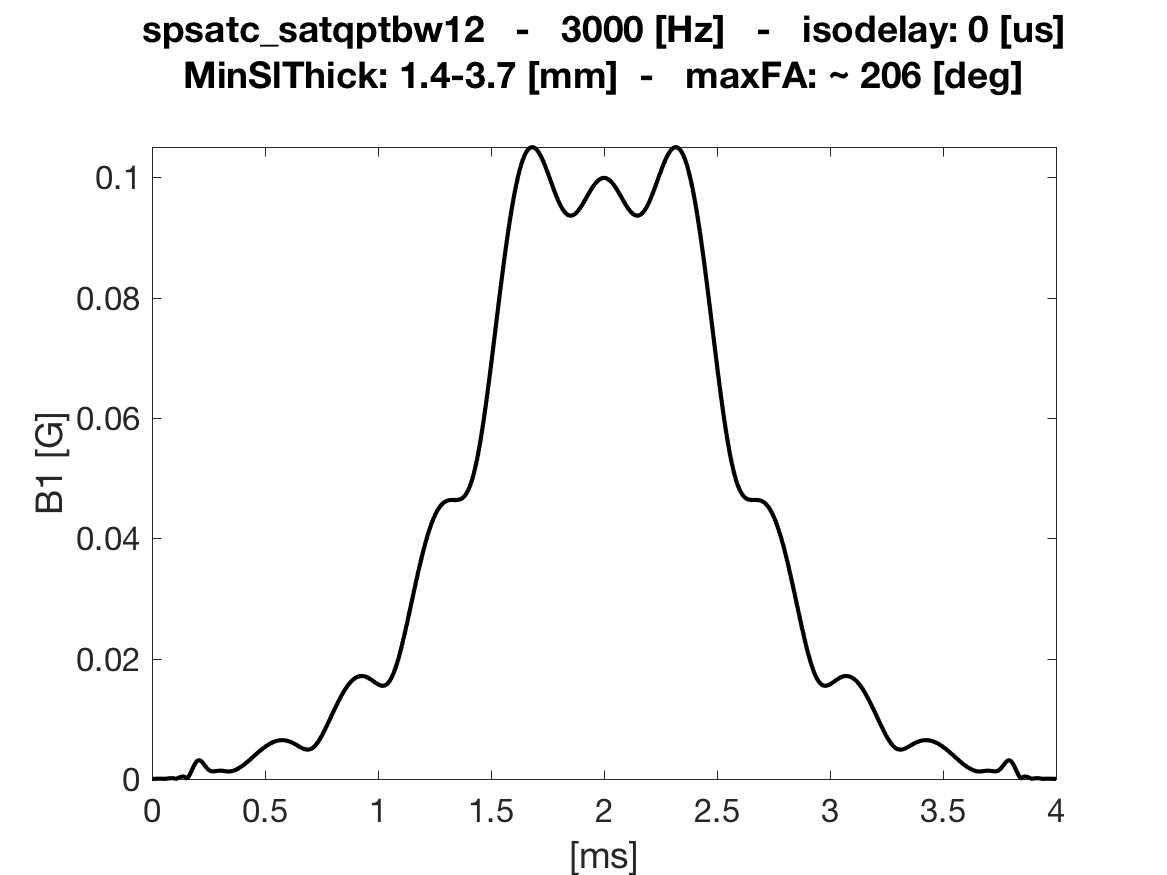 spsatc_satqptbw12 - 3000 [Hz] - isodelay: 0 [us]
MinSlThick: 1.4-3.7 [mm] - maxFA: ~ 206 [deg]
0.1
0.08
0.06
0.04
0.02
0
B1 [G]
0 0.5 1 1.5 2 2.5 3 3.5 4
[ms]